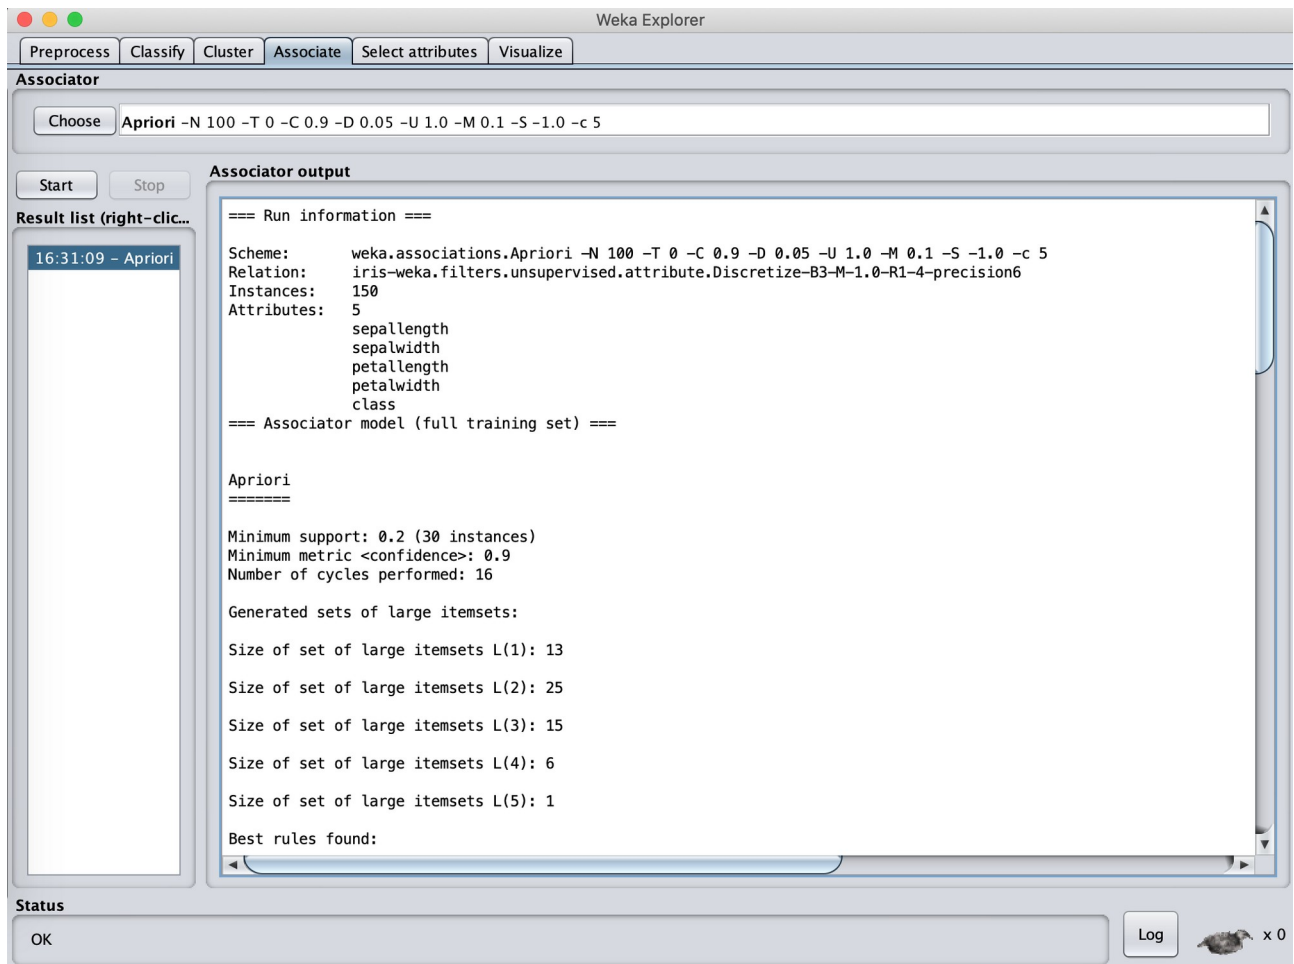 Weka Explorer
Preprocess Classify Cluster Associate Select attributes Visualize
Associator
Choose Apriori -N 100 -T 0 -C 0.9 -D 0.05 -U 1.0 -M 0.1 -S -1.0 -c 5
Start Stop
Result list (right-clic...
16:31:09 - Apriori
Associator output
=== Run information ===
Scheme: weka.associations.Apriori -N 100 -T 0 -C 0.9 -D 0.05 -U 1.0 -M 0.1 -S -1.0 -c 5
Relation: iris-weka.filters.unsupervised.attribute.Discretize-B3-M-1.0-R1-4-precision6
Instances: 150
Attributes: 5
sepallength
sepalwidth
petallength
petalwidth
class
=== Associator model (full training set) ===
Apriori
=======
Minimum support: 0.2 (30 instances)
Minimum metric <confidence>: 0.9
Number of cycles performed: 16
Generated sets of large itemsets:
Size of set of large itemsets L(1): 13
Size of set of large itemsets L(2): 25
Size of set of large itemsets L(3): 15
Size of set of large itemsets L(4): 6
Size of set of large itemsets L(5): 1
Best rules found:
Status
OK
Log
x 0